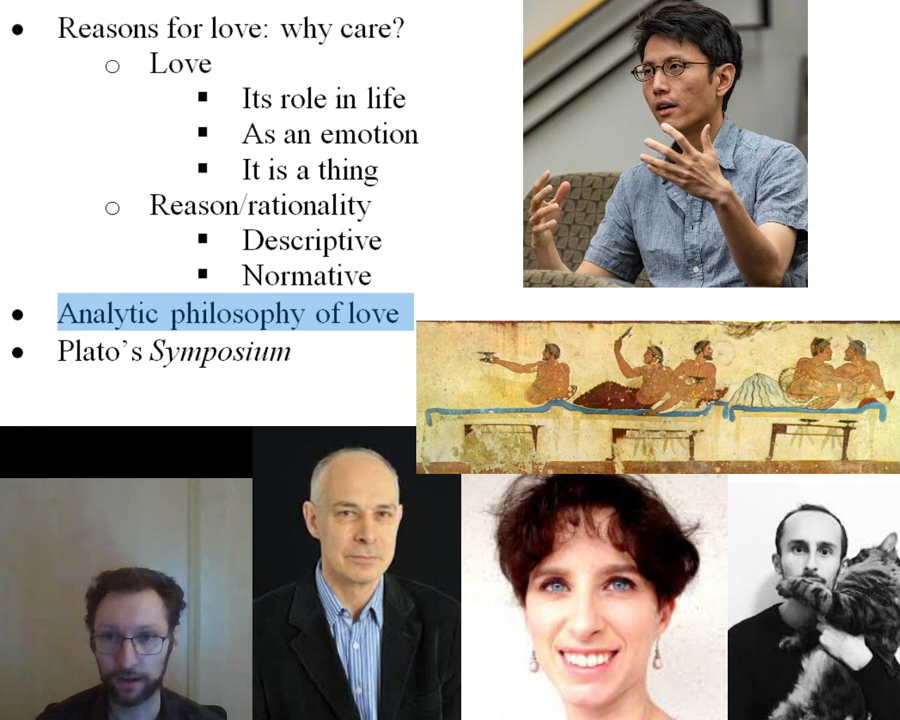 Reasons for love: why care?
Love
Its role in life
As an emotion
It is a thing
Reason/rationality
Descriptive
Normative
Analytic philosophy of love
Plato's Symposium